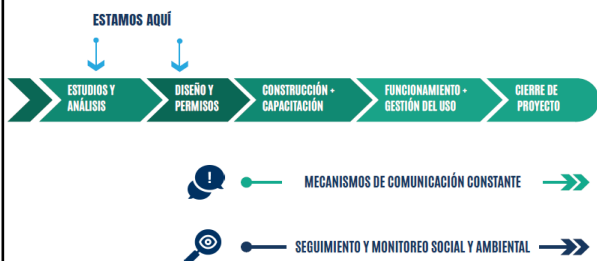 ESTAMOS AQUÍ
ESTUDIOS Y
ANÁLISIS
DISEÑO Y
PERMISOS
CONSTRUCCIÓN +
CAPACITACIÓN
FUNCIONAMIENTO +
GESTIÓN DEL USO
CIERRE DE
PROYECTO
!
MECANISMOS DE COMUNICACIÓN CONSTANTE
SEGUIMIENTO Y MONITOREO SOCIAL Y AMBIENTAL